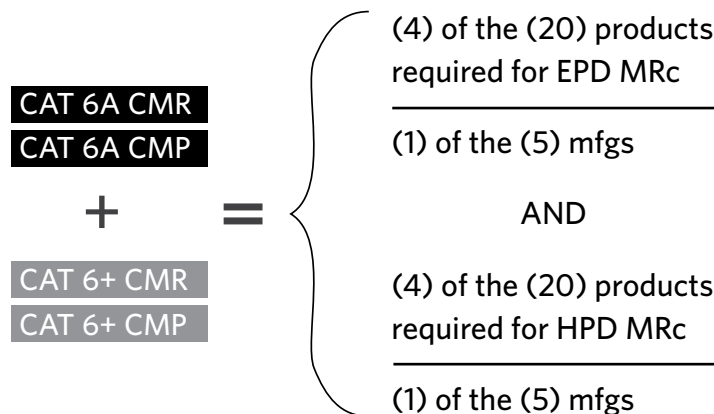 CAT 6A CMR
CAT 6A CMP
+
CAT 6+ CMR
CAT 6+ CMP
=
(4) of the (20) products
required for EPD MRc
(1) of the (5) mfgs
AND
(4) of the (20) products
required for HPD MRc
(1) of the (5) mfgs